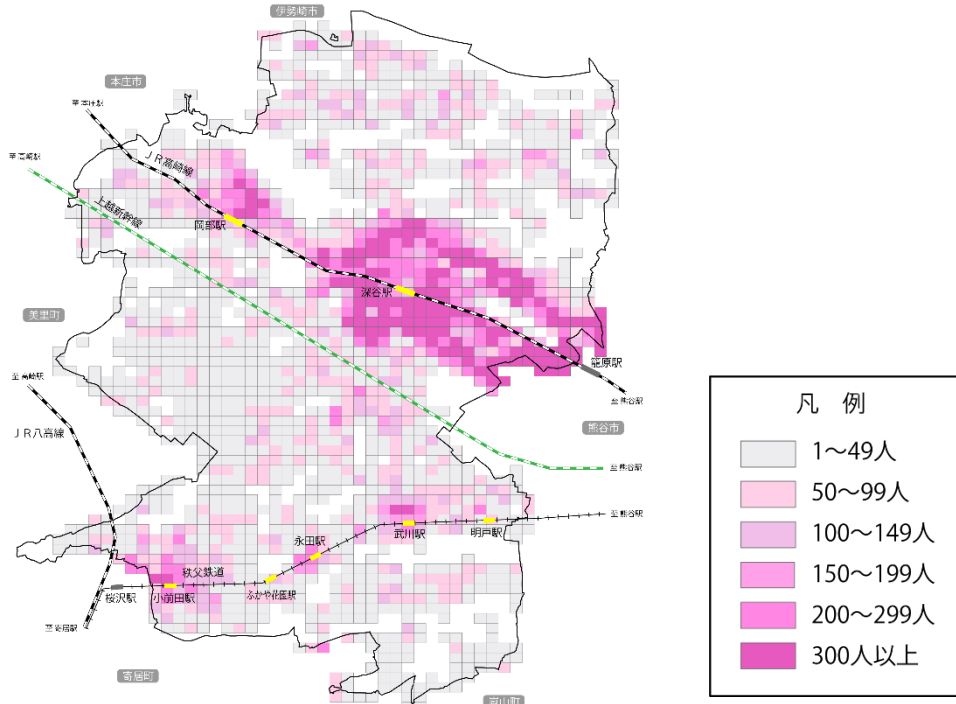 伊勢崎市
本庄市
至本庄駅
至高崎駅
JR高崎線
上越新幹線
岡部駅
深谷駅
美里町
籠原駅
至高崎駅
至熊谷駅
JR八高線
熊谷市
至熊谷駅
至熊谷駅
永田駅
武川駅
明戸駅
秩父鉄道
桜沢駅
小前田駅
ふかや花園駅
至寄居駅
寄居町
凡 例
1～49人
50～99人
100～149人
150～199人
200～299人
300人以上